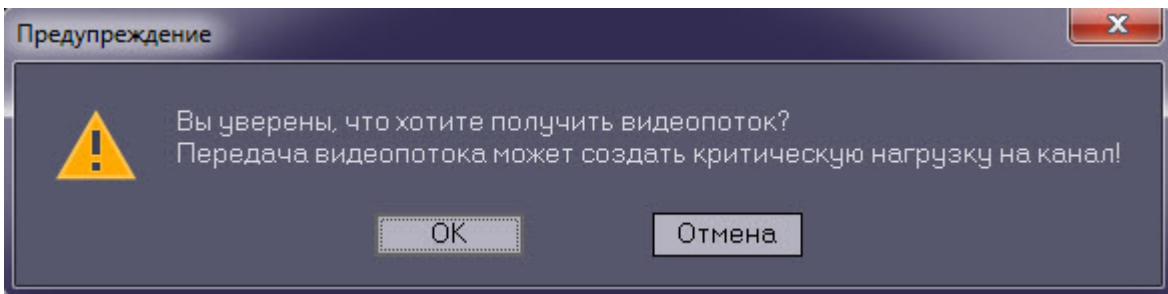 Предупреждение
Вы уверены, что хотите получить видеопоток?
Передача видеопотока может создать критическую нагрузку на канал!
OK
Отмена